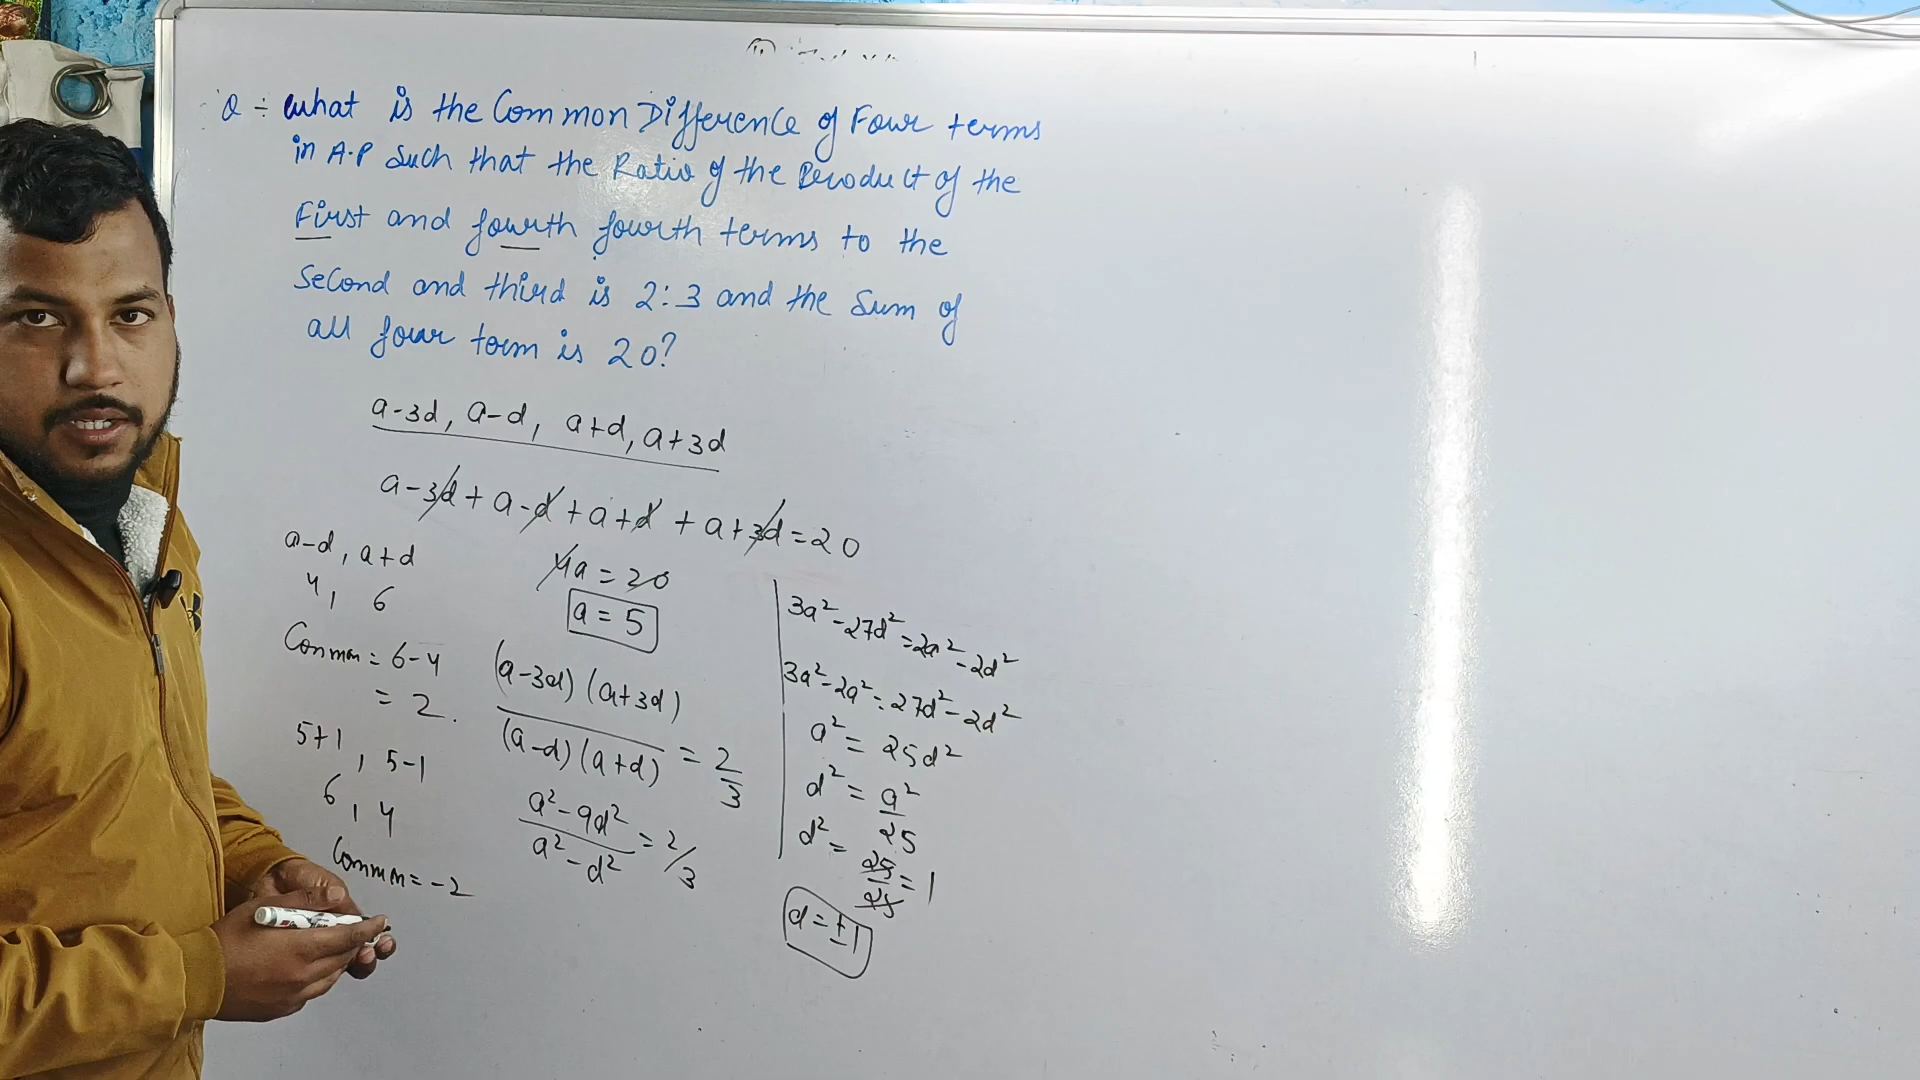 Q ÷ what is the Common Difference of Four terms
in A.P Such that the Ratio of the Product of the
First and fourth fourth terms to the
Second and third is 2:3 and the Sum of
all four term is 20?
a-3d, a-d, a+d, a+3d
a-3d + a-d + a+d + a+3d = 20
4a = 20
a = 5
a-d, a+d
4, 6
Common = 6-4
= 2.
5+1, 5-1
6, 4
Common = -2
(a-3d)(a+3d)
(a-d)(a+d) = 2/3
a²-9d²
a²-d² = 2/3
3a²-27d² = 2a²-2d²
3a²-2a² = 27d²-2d²
a² = 25d²
d² = a²/25
d² = 25/25 = 1
d = ±1